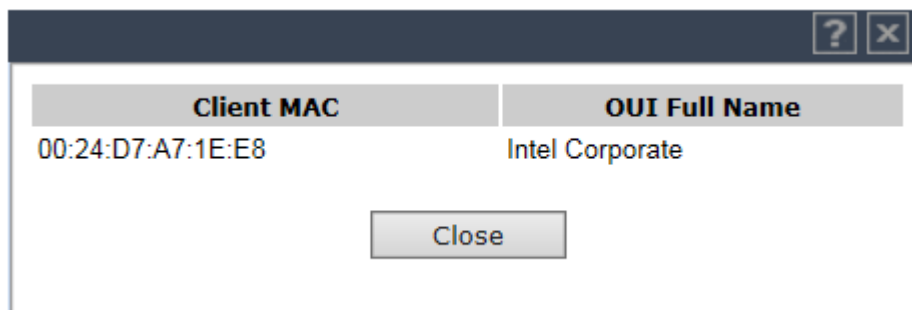 ? ×
Client MAC OUI Full Name
00:24:D7:A7:1E:E8 Intel Corporate
Close